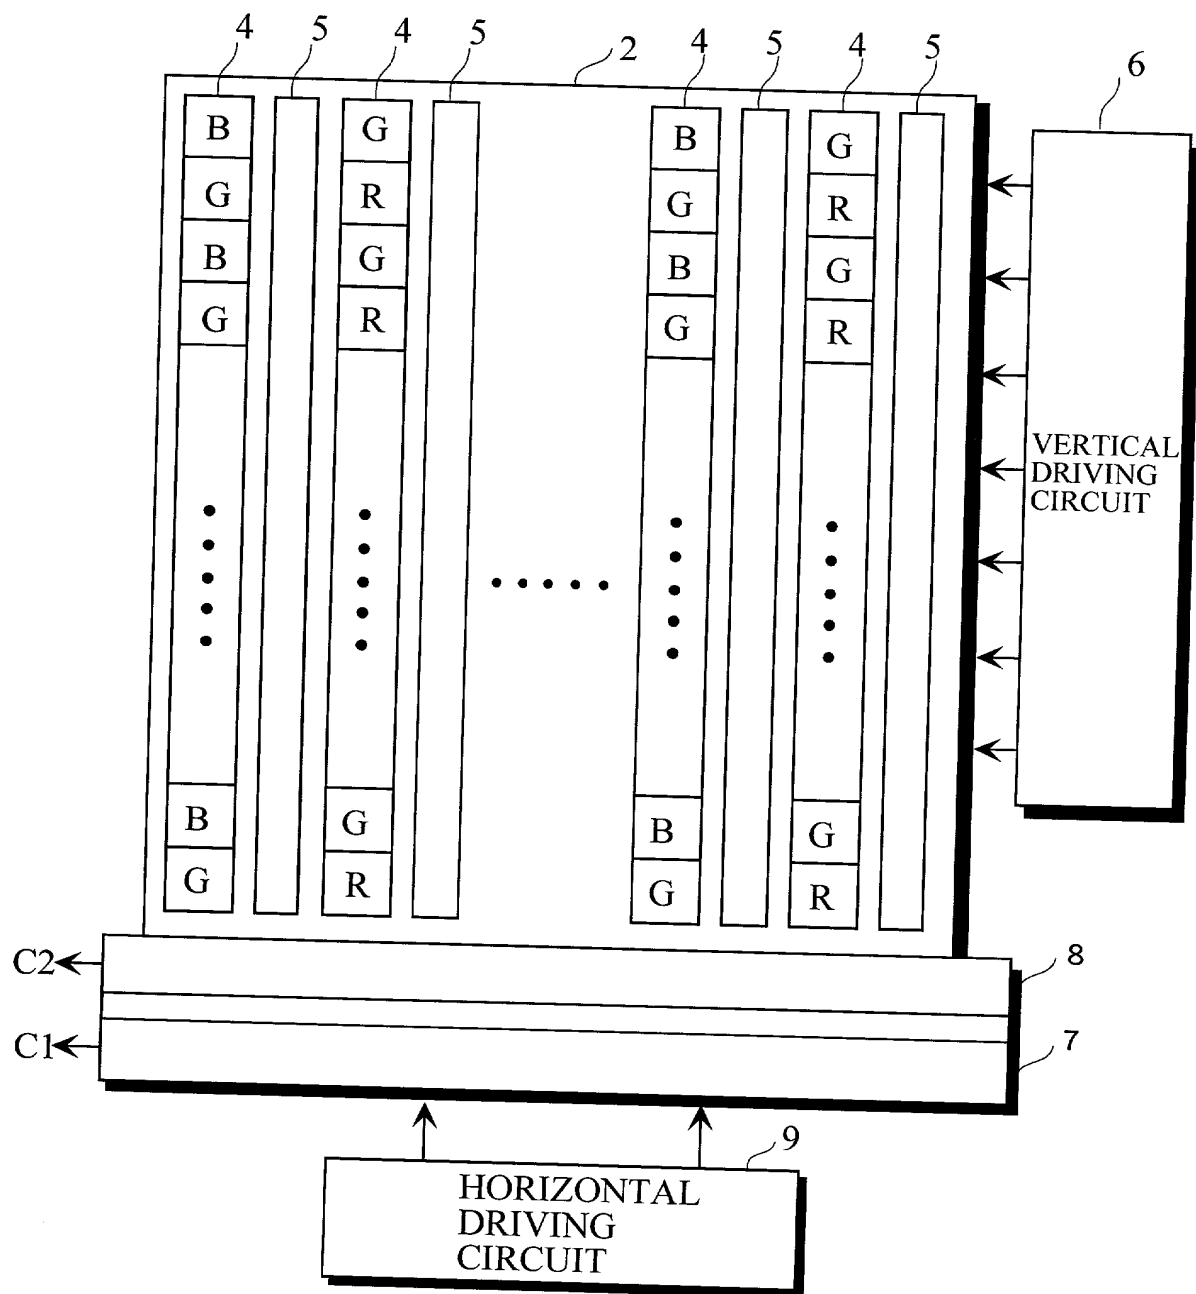 4 5 4 5 2 4 5 4 5 6
B G B G
G R G R
B G B G
G R G R
VERTICAL
DRIVING
CIRCUIT
B G B G
G R G R
C2 8
C1 7
9
HORIZONTAL
DRIVING
CIRCUIT